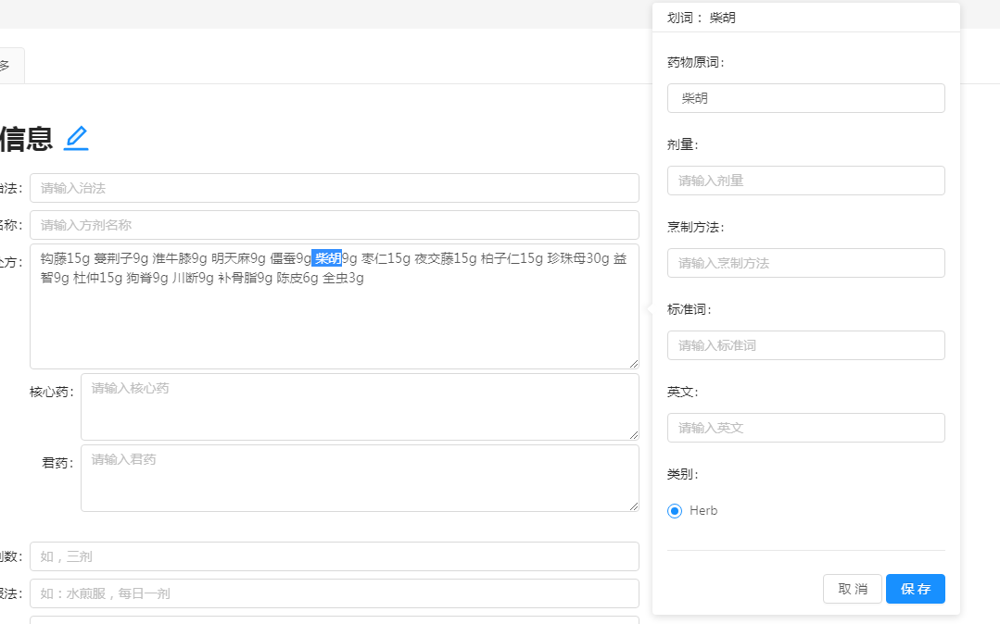 划词： 柴胡
多
信息
药物原词：
柴胡
治法： 请输入治法
名称： 请输入方剂名称
处方： 钩藤15g 蔓荆子9g 淮牛膝9g 明天麻9g 僵蚕9g 柴胡9g 枣仁15g 夜交藤15g 柏子仁15g 珍珠母30g 益
智9g 杜仲15g 狗脊9g 川断9g 补骨脂9g 陈皮6g 全虫3g
核心药： 请输入核心药
君药： 请输入君药
剂数： 如，三剂
服法： 如：水煎服，每日一剂
剂量：
请输入剂量
烹制方法：
请输入烹制方法
标准词：
请输入标准词
英文：
请输入英文
类别：
Herb
取 消 保 存